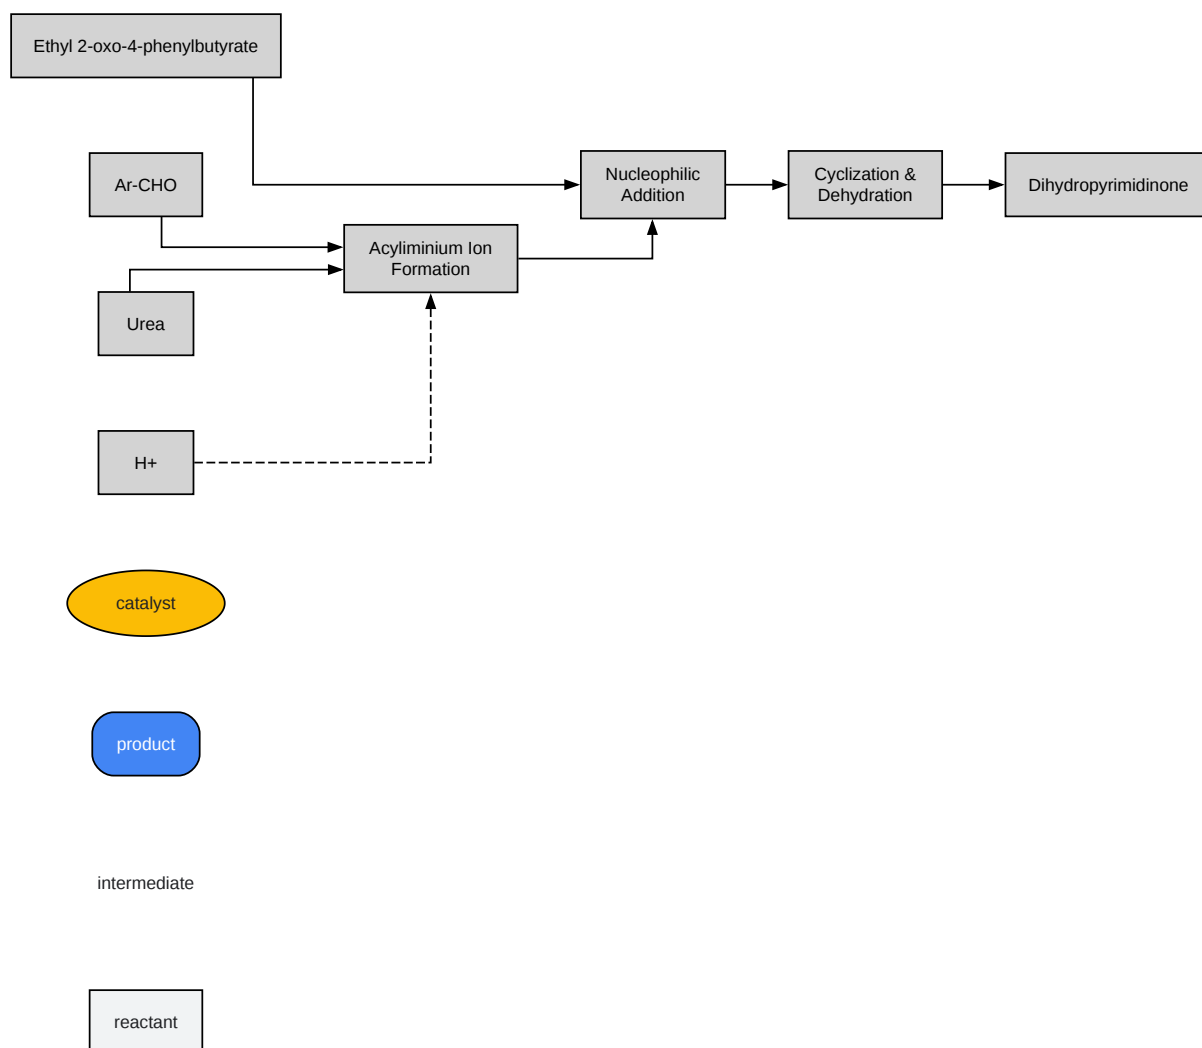 Ethyl 2-oxo-4-phenylbutyrate
Ar-CHO
Nucleophilic
Addition
Cyclization &
Dehydration
Dihydropyrimidinone
Acyliminium Ion
Formation
Urea
H+
catalyst
product
intermediate
reactant